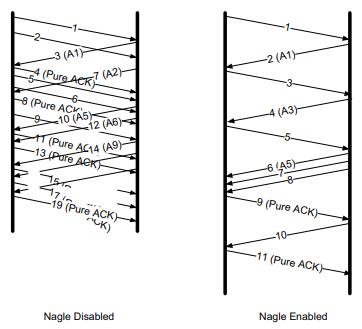 1
2
3 (A1)
4 (Pure ACK)
7 (A2)
5
6
8 (Pure ACK)
10 (A5)
9
12 (A6)
11 (Pure
14 (A9)
13 (Pure ACK)
15
17
19 (Pure ACK)
ACK)
1
2 (A1)
3
4 (A3)
5
6 (A5)
7
8
9 (Pure ACK)
10
11 (Pure ACK)
Nagle Disabled
Nagle Enabled